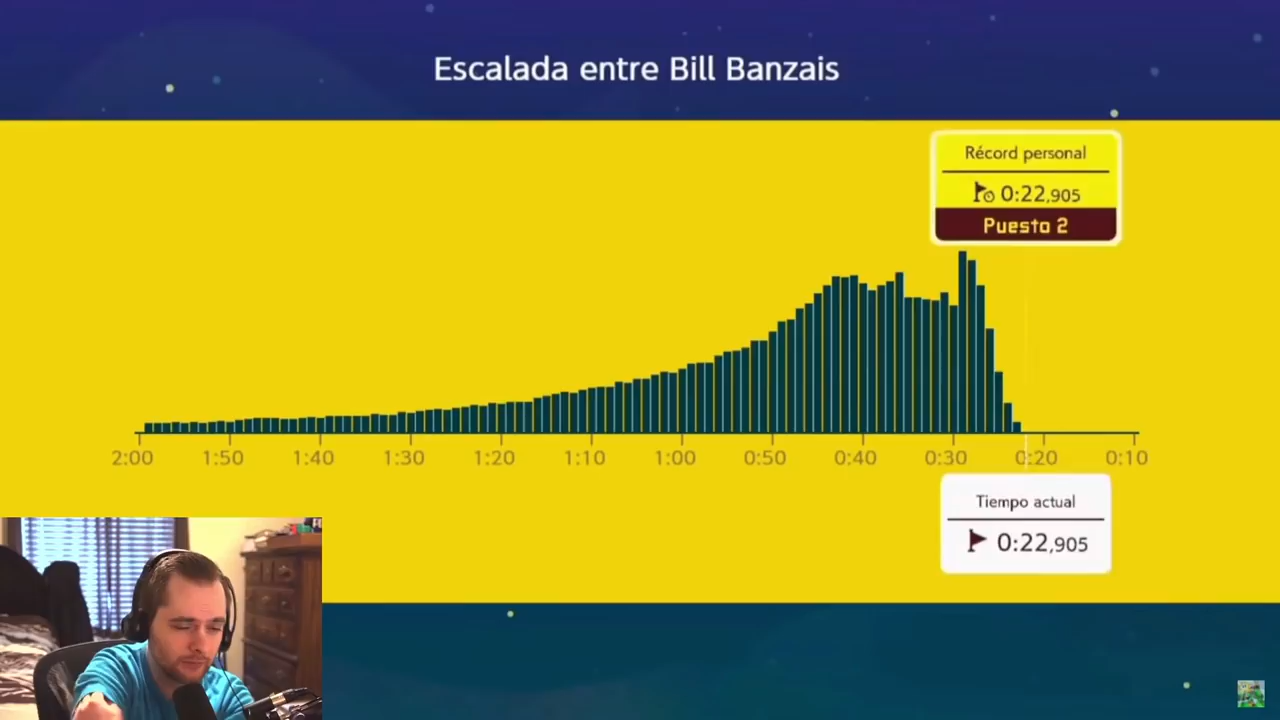 Escalada entre Bill Banzais
Récord personal
0:22,905
Puesto 2
2:00 1:50 1:40 1:30 1:20 1:10 1:00 0:50 0:40 0:30 0:20 0:10
Tiempo actual
0:22,905